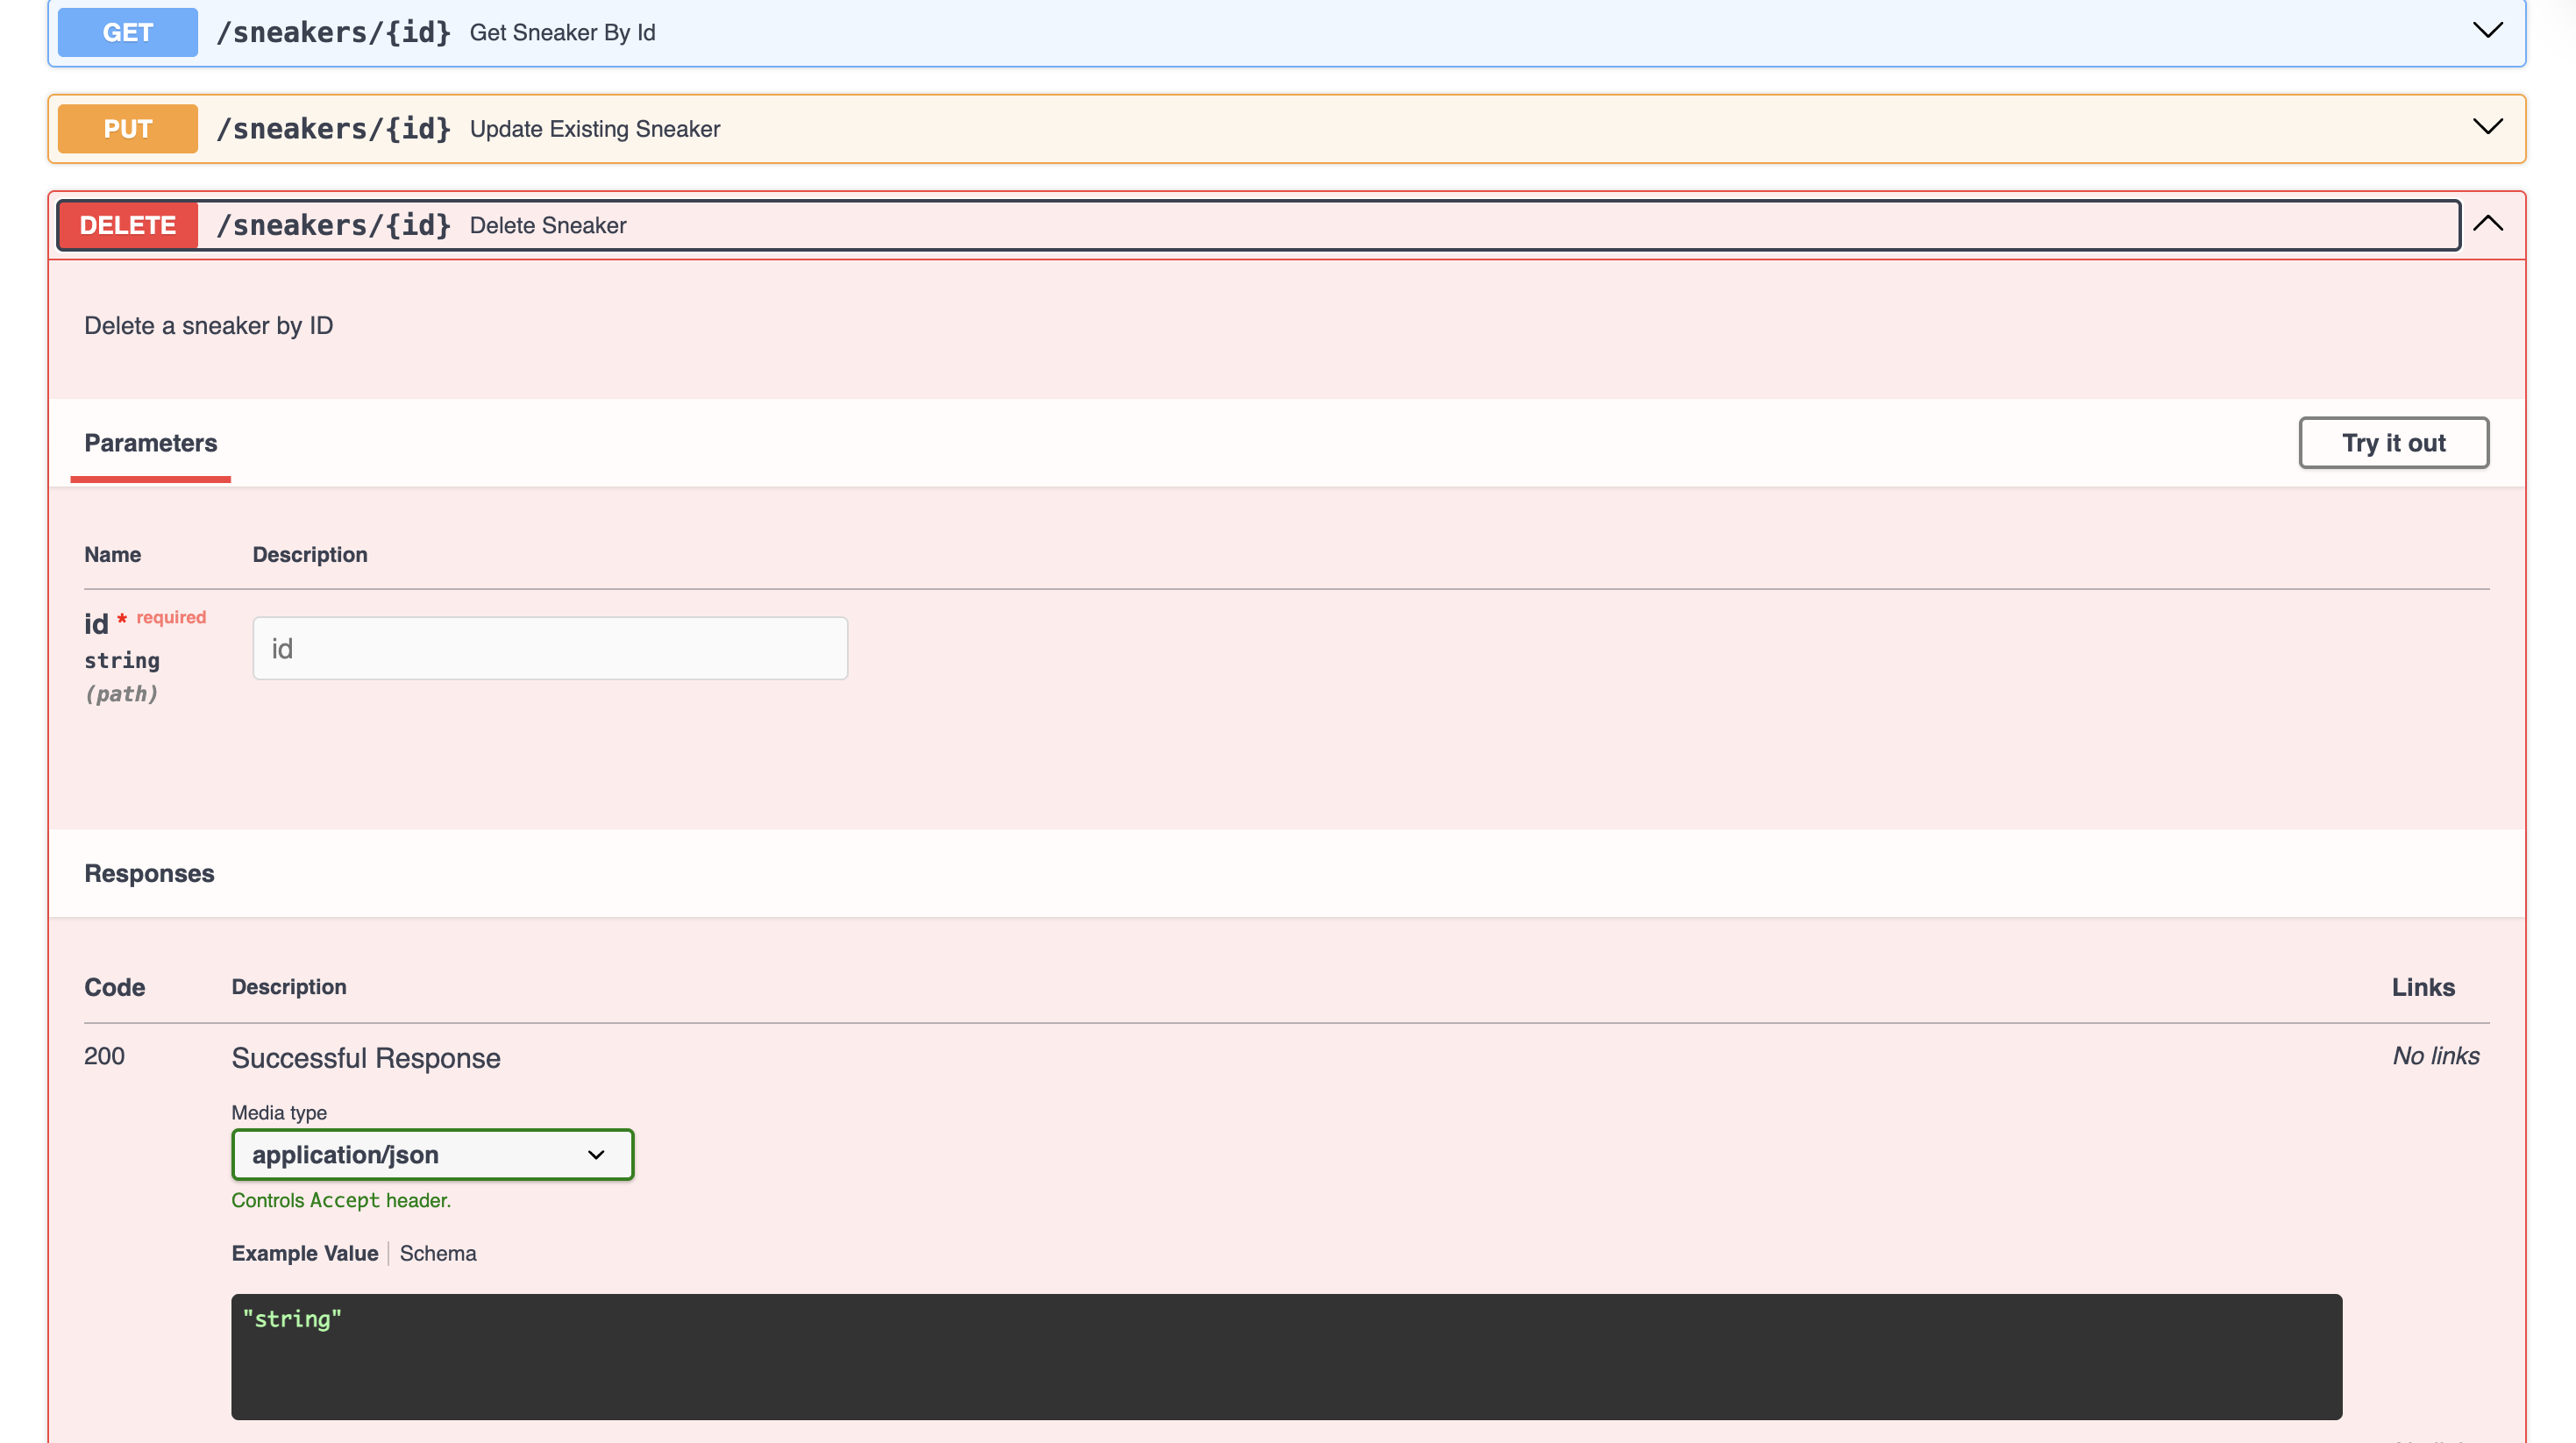 GET /sneakers/{id} Get Sneaker By Id
PUT /sneakers/{id} Update Existing Sneaker
DELETE /sneakers/{id} Delete Sneaker
Delete a sneaker by ID
Parameters
Try it out
Name Description
id * required
string
(path)
id
Responses
Code Description Links
200 Successful Response No links
Media type
application/json
Controls Accept header.
Example Value Schema
"string"